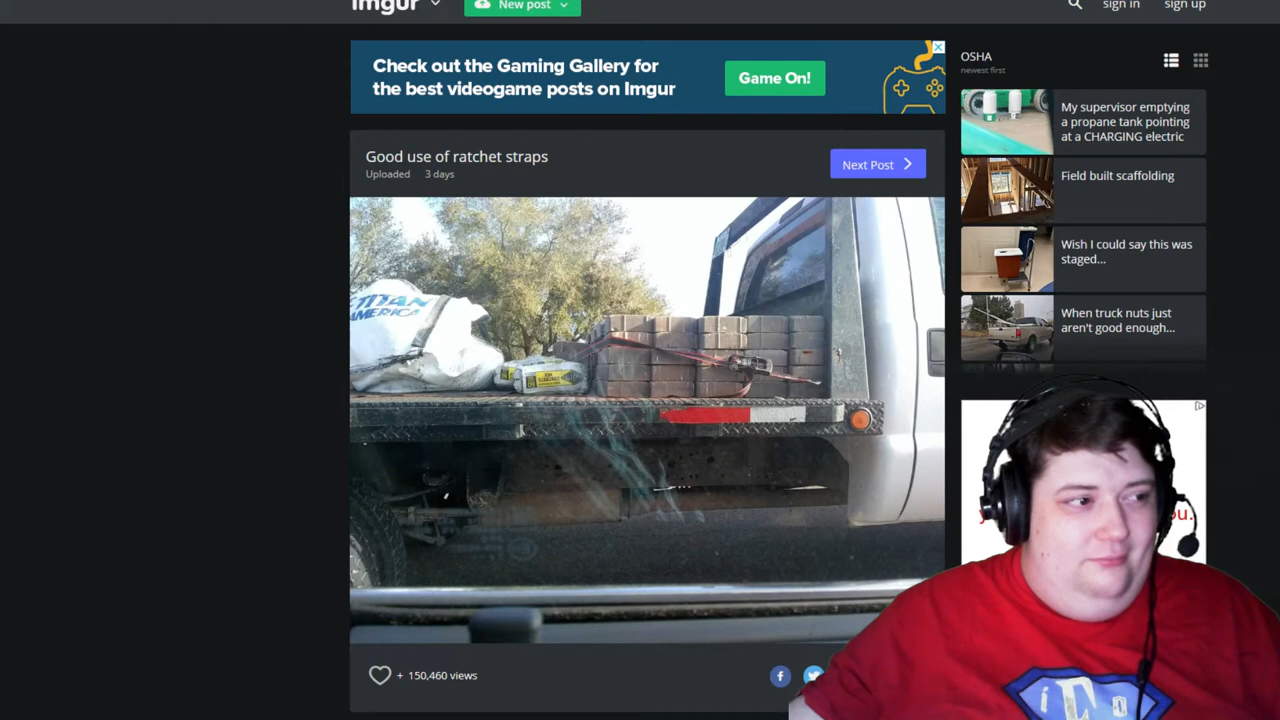 imgur
New post
sign in
sign up
Check out the Gaming Gallery for
the best videogame posts on Imgur
Game On!
OSHA
newest first
My supervisor emptying
a propane tank pointing
at a CHARGING electric
Field built scaffolding
Wish I could say this was
staged...
When truck nuts just
aren't good enough...
Good use of ratchet straps
Uploaded 3 days
Next Post
TITAN
AMERICA
+ 150,460 views